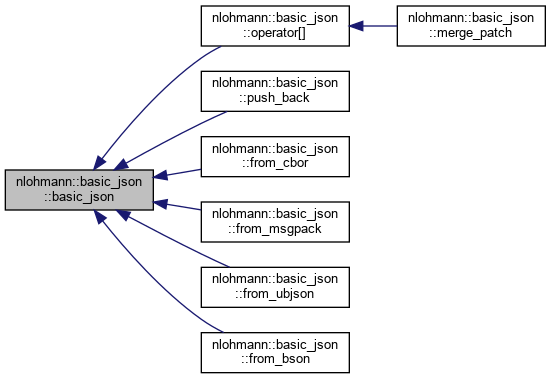 nlohmann::basic_json
::operator[]
nlohmann::basic_json
::merge_patch
nlohmann::basic_json
::push_back
nlohmann::basic_json
::from_cbor
nlohmann::basic_json
::basic_json
nlohmann::basic_json
::from_msgpack
nlohmann::basic_json
::from_ubjson
nlohmann::basic_json
::from_bson